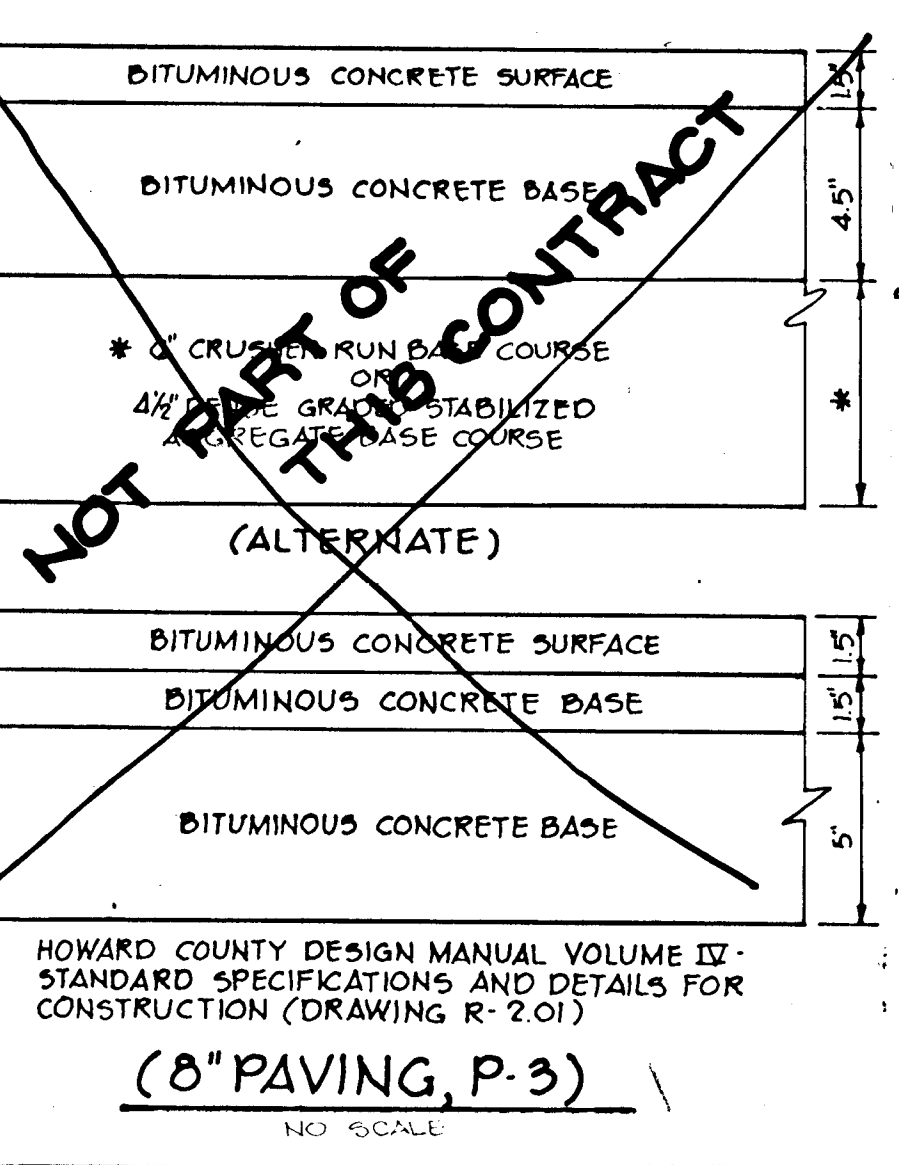 BITUMINOUS CONCRETE SURFACE
1.5"
BITUMINOUS CONCRETE BASE
4.5"
NOT PART OF
THIS CONTRACT
* 6" CRUSHER RUN BASE COURSE
OR
4½" DENSE GRADED STABILIZED
AGGREGATE BASE COURSE
*
(ALTERNATE)
BITUMINOUS CONCRETE SURFACE
1.5"
BITUMINOUS CONCRETE BASE
1.5"
BITUMINOUS CONCRETE BASE
5"
HOWARD COUNTY DESIGN MANUAL VOLUME IV-
STANDARD SPECIFICATIONS AND DETAILS FOR
CONSTRUCTION (DRAWING R-2.01)
(8" PAVING, P-3)
NO SCALE